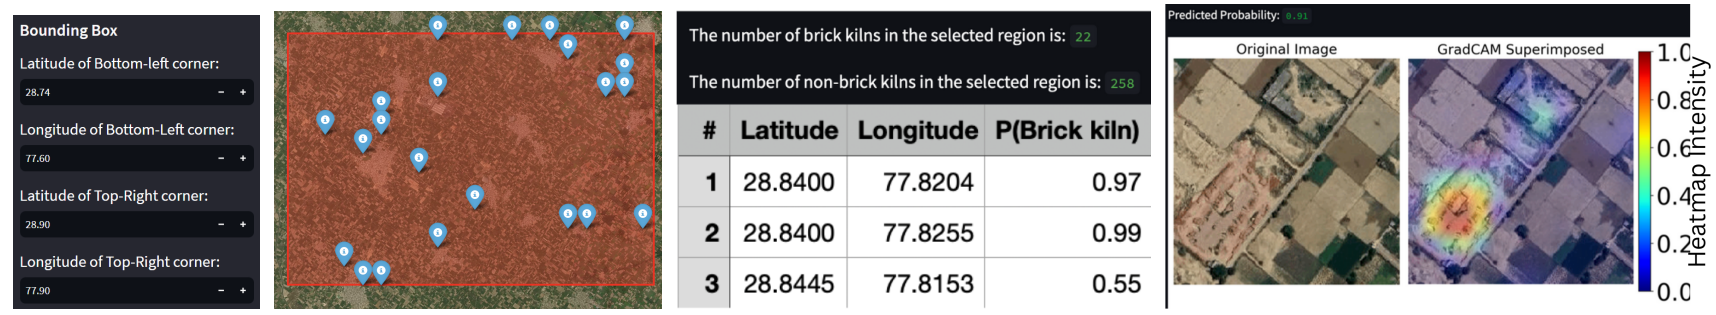 Bounding Box
Latitude of Bottom-left corner:
28.74
Longitude of Bottom-Left corner:
77.60
Latitude of Top-Right corner:
28.90
Longitude of Top-Right corner:
77.90
The number of brick kilns in the selected region is: 22
The number of non-brick kilns in the selected region is: 258
# Latitude Longitude P(Brick kiln)
1 28.8400 77.8204 0.97
2 28.8400 77.8255 0.99
3 28.8445 77.8153 0.55
Predicted Probability: 0.91
Original Image
GradCAM Superimposed
1.0
0.8
0.6
0.4
0.2
0.0
Heatmap Intensity